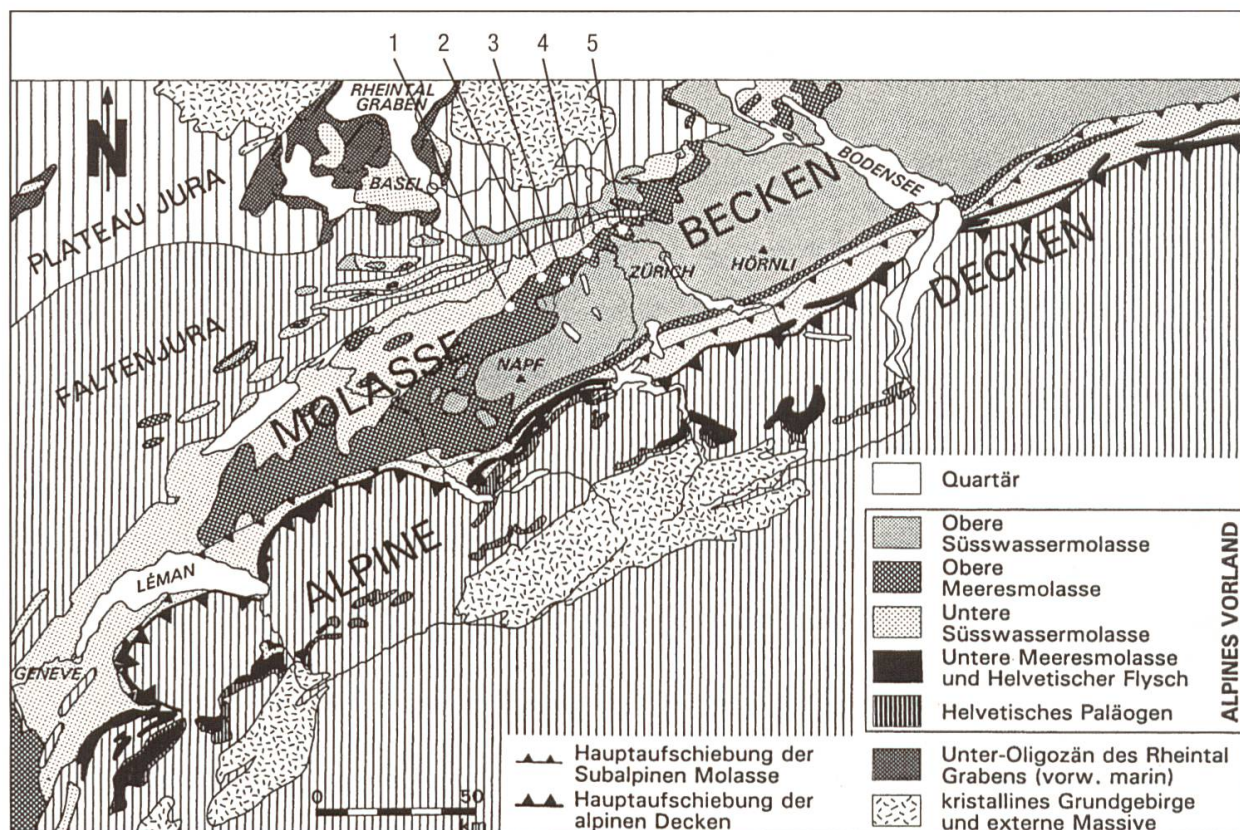 1 2 3 4 5
N
RHEINTAL
GRABEN
BASEL
PLATEAU JURA
FALTENJURA
BODENSEE
BECKEN
ZÜRICH
HÖRNLI
DECKEN
MOLASSE
NAPF
ALPINE
LÉMAN
GENÈVE
Quartär
Obere
Süsswassermolasse
Obere
Meeresmolasse
Untere
Süsswassermolasse
Untere Meeresmolasse
und Helvetischer Flysch
Helvetisches Paläogen
ALPINES VORLAND
Unter-Oligozän des Rheintal
Grabens (vorw. marin)
kristallines Grundgebirge
und externe Massive
Hauptaufschiebung der
Subalpinen Molasse
Hauptaufschiebung der
alpinen Decken
0 50
km